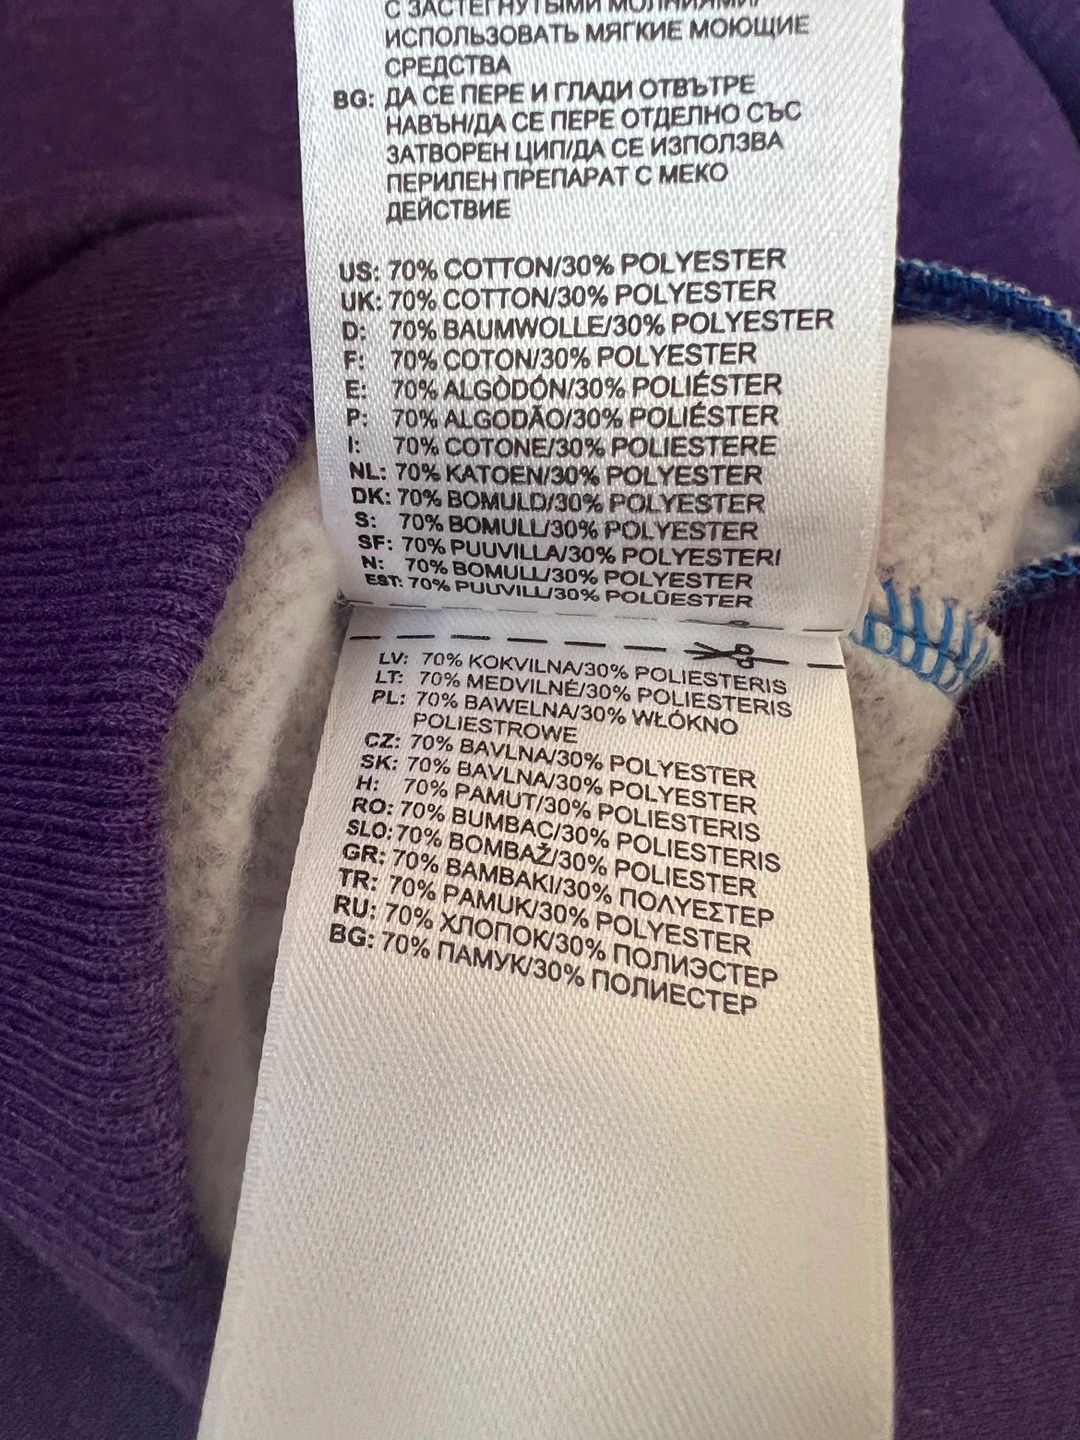 С ЗАСТЕГНУТЫМИ МОЛНИЯМИ/
ИСПОЛЬЗОВАТЬ МЯГКИЕ МОЮЩИЕ
СРЕДСТВА
BG: ДА СЕ ПЕРЕ И ГЛАДИ ОТВЪТРЕ
НАВЪН/ДА СЕ ПЕРЕ ОТДЕЛНО СЪС
ЗАТВОРЕН ЦИП/ДА СЕ ИЗПОЛЗВА
ПЕРИЛЕН ПРЕПАРАТ С МЕКО
ДЕЙСТВИЕ
US: 70% COTTON/30% POLYESTER
UK: 70% COTTON/30% POLYESTER
D: 70% BAUMWOLLE/30% POLYESTER
F: 70% COTON/30% POLYESTER
E: 70% ALGÒDÓN/30% POLIÉSTER
P: 70% ALGODÃO/30% POLIÉSTER
I: 70% COTONE/30% POLIESTERE
NL: 70% KATOEN/30% POLYESTER
DK: 70% BOMULD/30% POLYESTER
S: 70% BOMULL/30% POLYESTER
SF: 70% PUUVILLA/30% POLYESTERI
N: 70% BOMULL/30% POLYESTER
EST: 70% PUUVILL/30% POLÜESTER
LV: 70% KOKVILNA/30% POLIESTERIS
LT: 70% MEDVILNÉ/30% POLIESTERIS
PL: 70% BAWELNA/30% WŁÓKNO
POLIESTROWE
CZ: 70% BAVLNA/30% POLYESTER
SK: 70% BAVLNA/30% POLYESTER
H: 70% PAMUT/30% POLIESTERIS
RO: 70% BUMBAC/30% POLIESTERIS
SLO: 70% BOMBAŽ/30% POLIESTER
GR: 70% BAMBAKI/30% ΠΟΛΥΕΣΤΕΡ
TR: 70% PAMUK/30% POLYESTER
RU: 70% ХЛОПОК/30% ПОЛИЭСТЕР
BG: 70% ПАМУК/30% ПОЛИЕСТЕР